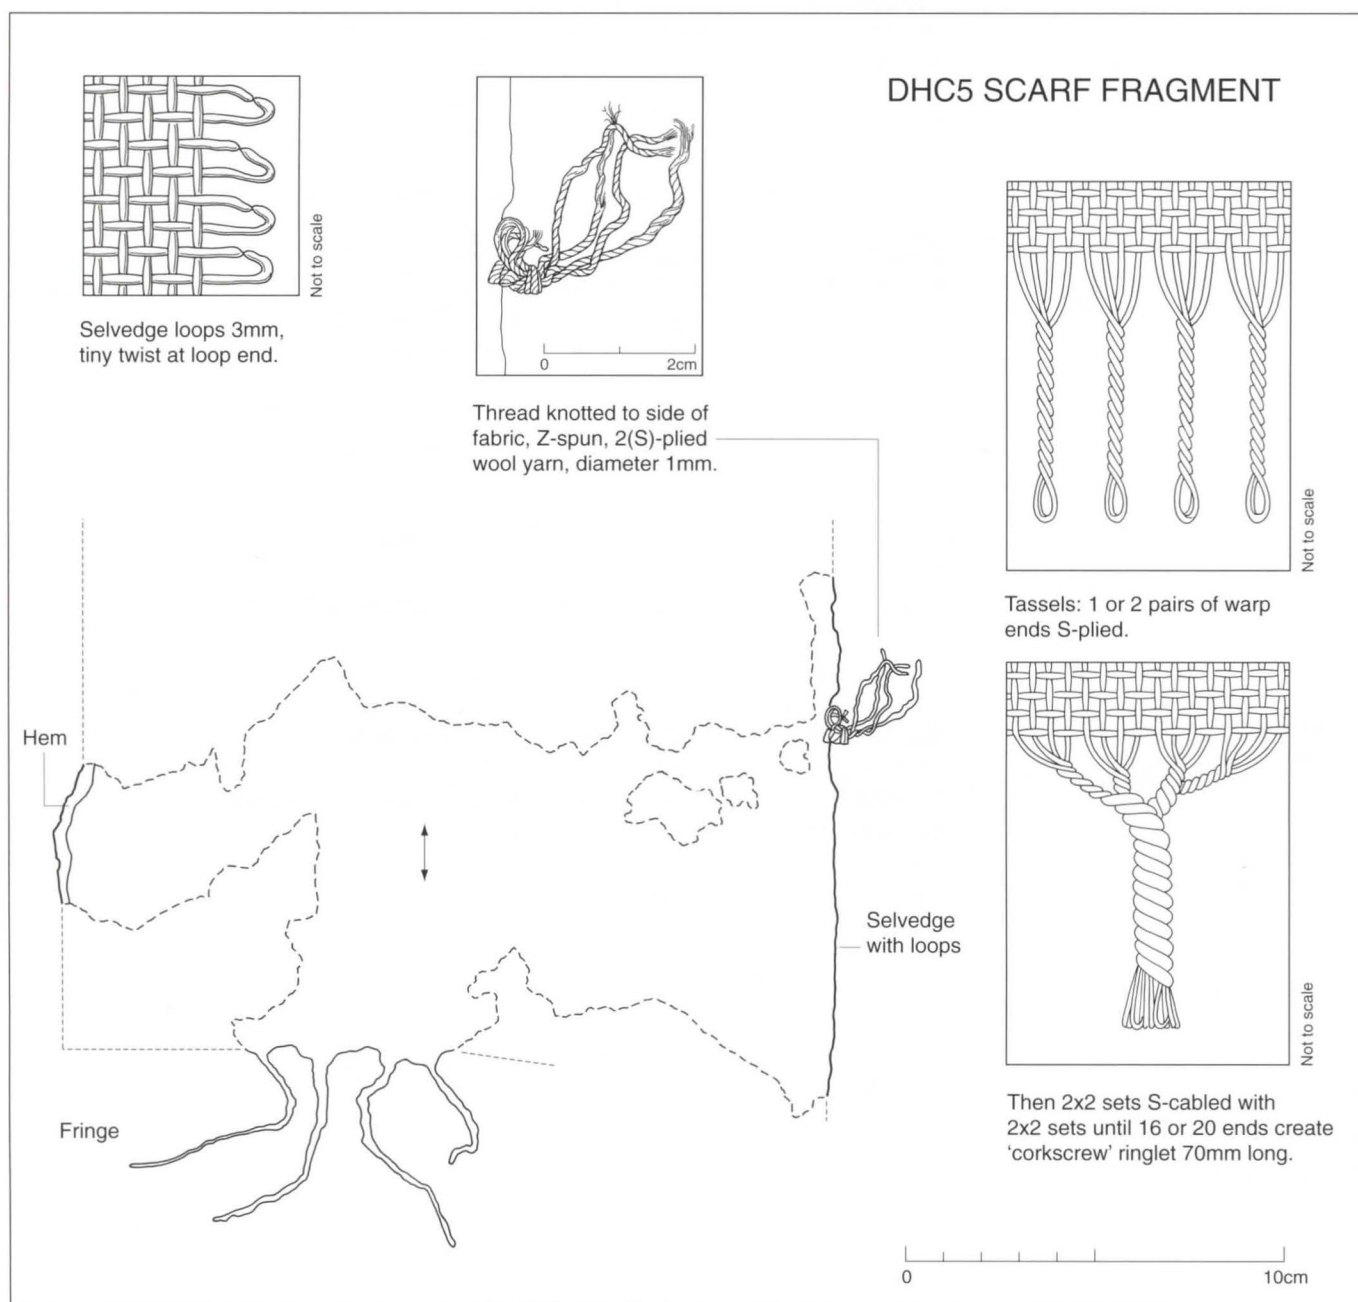 DHC5 SCARF FRAGMENT
Not to scale
Selvedge loops 3mm,
tiny twist at loop end.
0 2cm
Thread knotted to side of
fabric, Z-spun, 2(S)-plied
wool yarn, diameter 1mm.
Not to scale
Tassels: 1 or 2 pairs of warp
ends S-plied.
Hem
Selvedge
with loops
Not to scale
Fringe
Then 2x2 sets S-cabled with
2x2 sets until 16 or 20 ends create
‘corkscrew’ ringlet 70mm long.
0 10cm